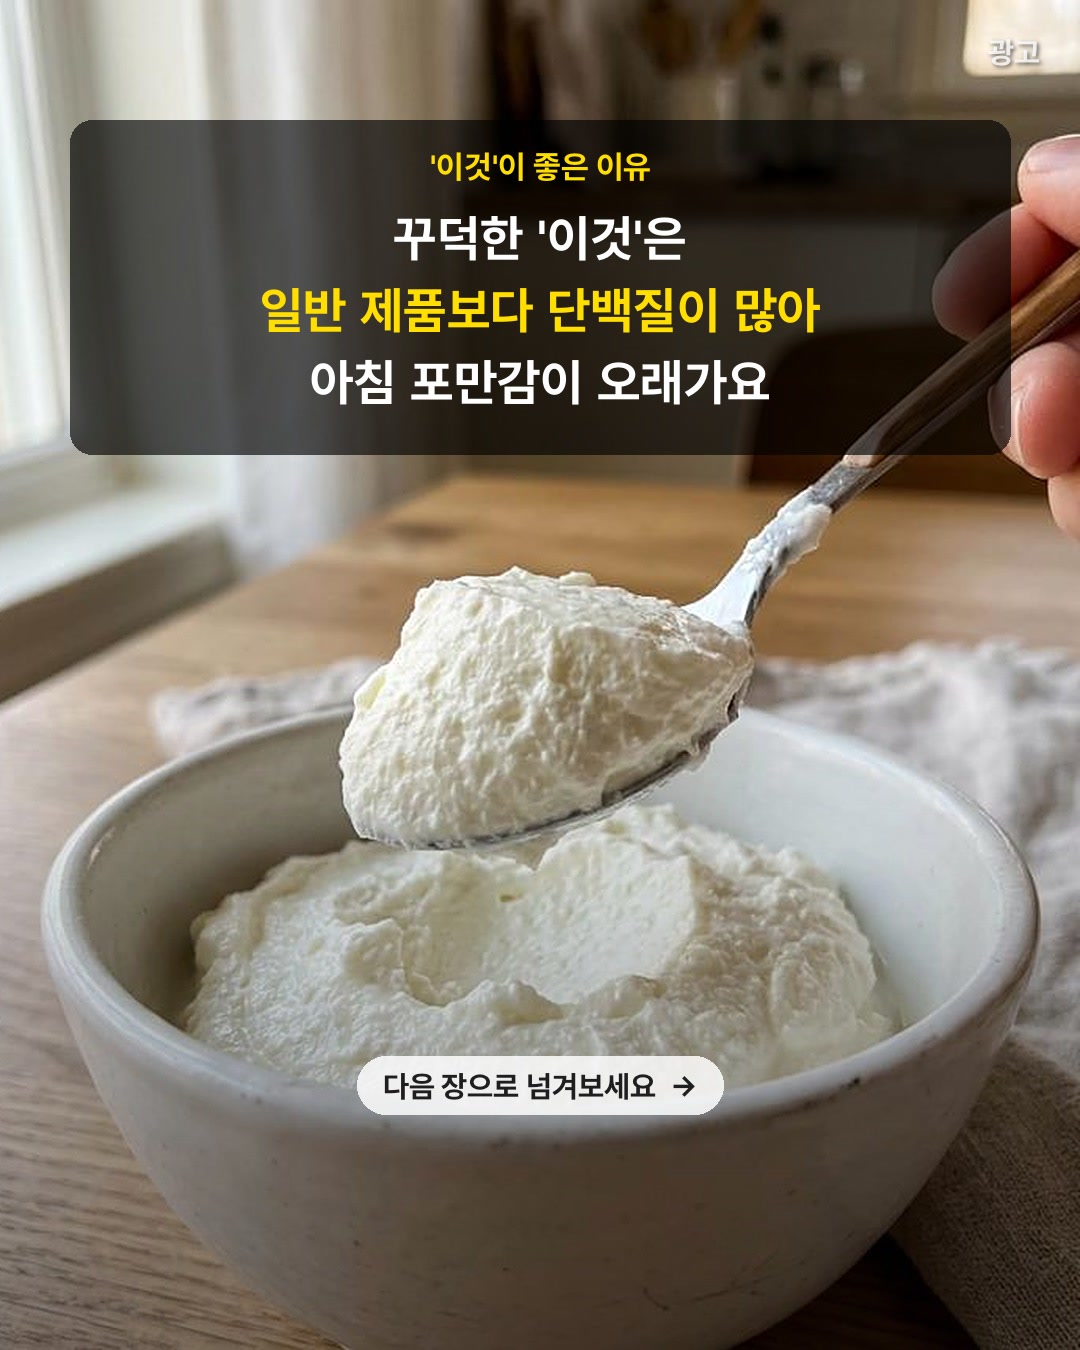 광고
'이것'이 좋은 이유
꾸덕한 '이것'은
일반 제품보다 단백질이 많아
아침 포만감이 오래가요
다음 장으로 넘겨보세요 →